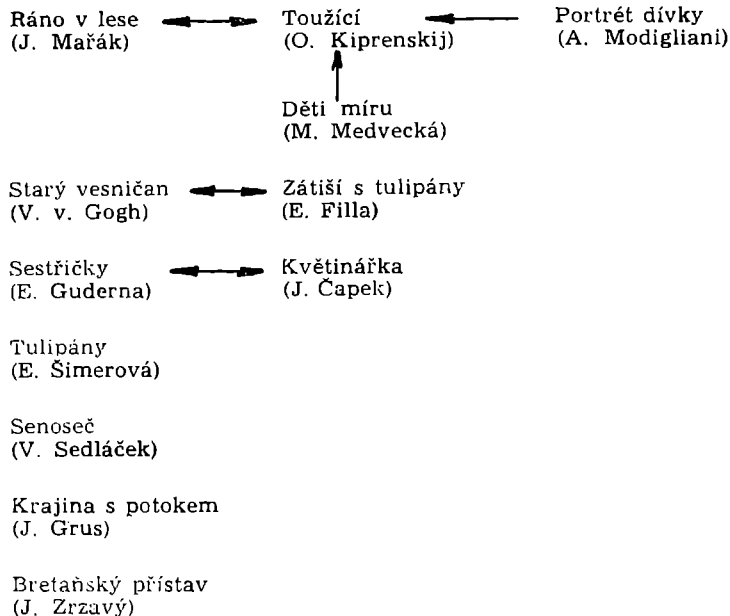 Ráno v lese
(J. Mařák)
Toužící
(O. Kiprenskij)
Portrét dívky
(A. Modigliani)
Děti míru
(M. Medvecká)
Starý vesničan
(V. v. Gogh)
Zátiší s tulipány
(E. Filla)
Sestřičky
(E. Guderna)
Květinářka
(J. Čapek)
Tulipány
(E. Šimerová)
Senoseč
(V. Sedláček)
Krajina s potokem
(J. Grus)
Bretaňský přístav
(J. Zrzavý)